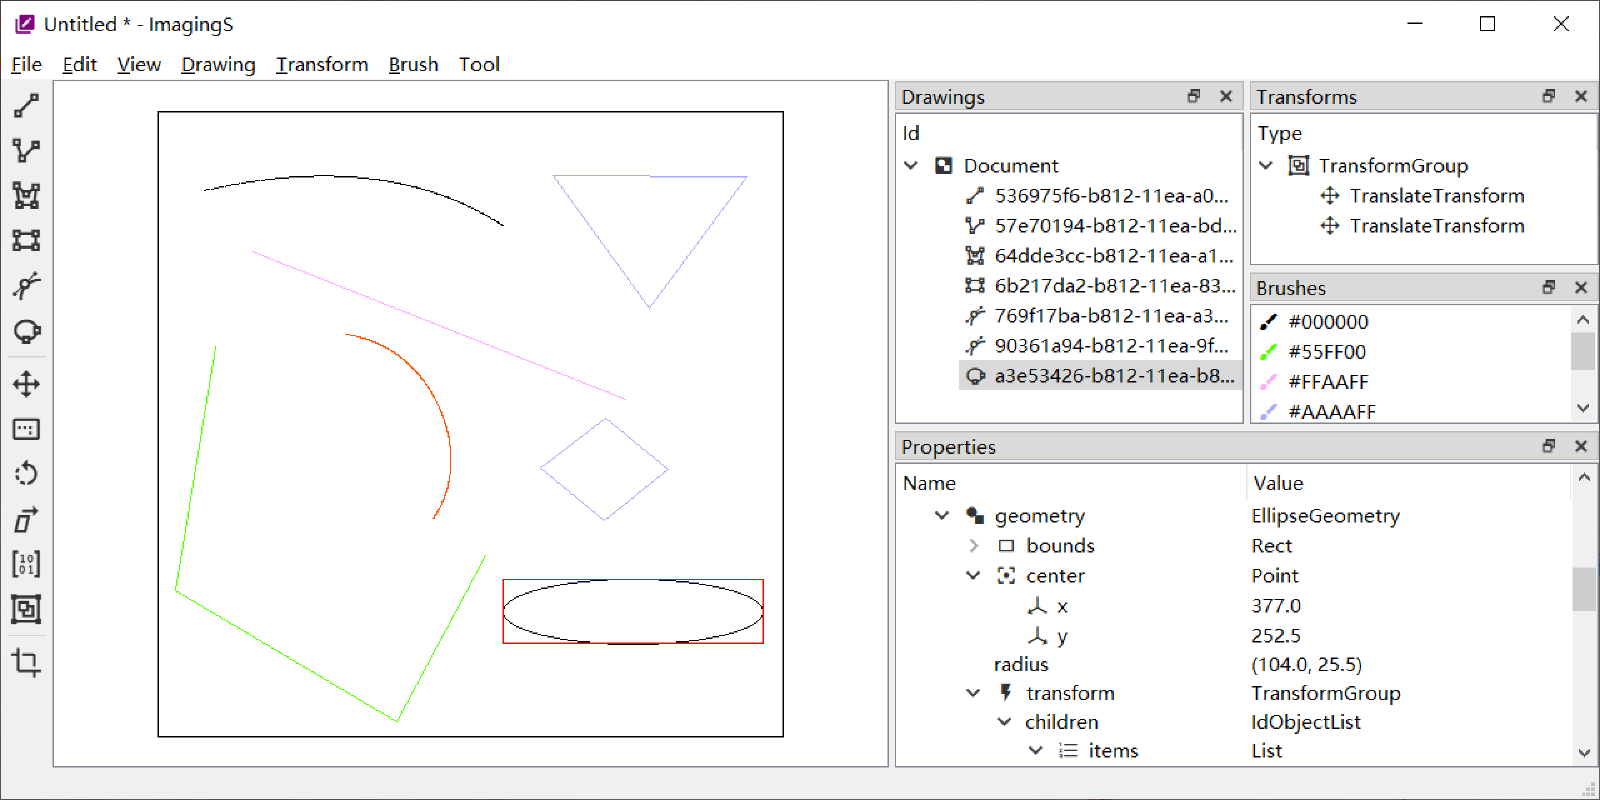 Untitled * - ImagingS
File Edit View Drawing Transform Brush Tool
Drawings
Id
Document
536975f6-b812-11ea-a0...
57e70194-b812-11ea-bd...
64dde3cc-b812-11ea-a1...
6b217da2-b812-11ea-83...
769f17ba-b812-11ea-a3...
90361a94-b812-11ea-9f...
a3e53426-b812-11ea-b8...
Transforms
Type
TransformGroup
TranslateTransform
TranslateTransform
Brushes
#000000
#55FF00
#FFAAFF
#AAAAFF
Properties
Name Value
geometry EllipseGeometry
bounds Rect
center Point
x 377.0
y 252.5
radius (104.0, 25.5)
transform TransformGroup
children IdObjectList
items List
10
01